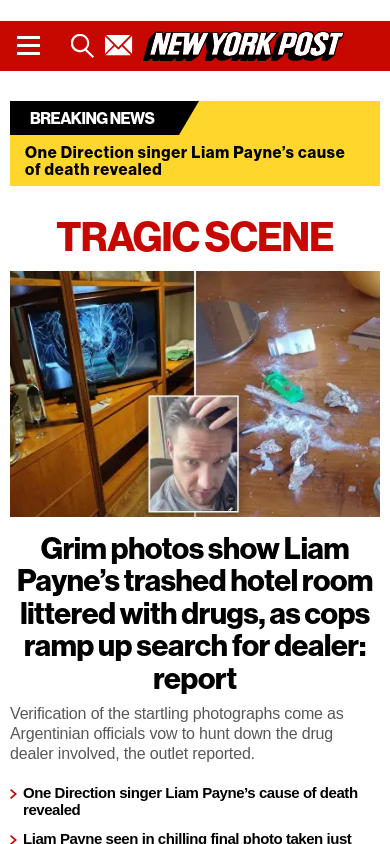 NEW YORK POST
BREAKING NEWS
One Direction singer Liam Payne’s cause
of death revealed
TRAGIC SCENE
Grim photos show Liam
Payne’s trashed hotel room
littered with drugs, as cops
ramp up search for dealer:
report
Verification of the startling photographs come as
Argentinian officials vow to hunt down the drug
dealer involved, the outlet reported.
One Direction singer Liam Payne’s cause of death
revealed
Liam Payne seen in chilling final photo taken just